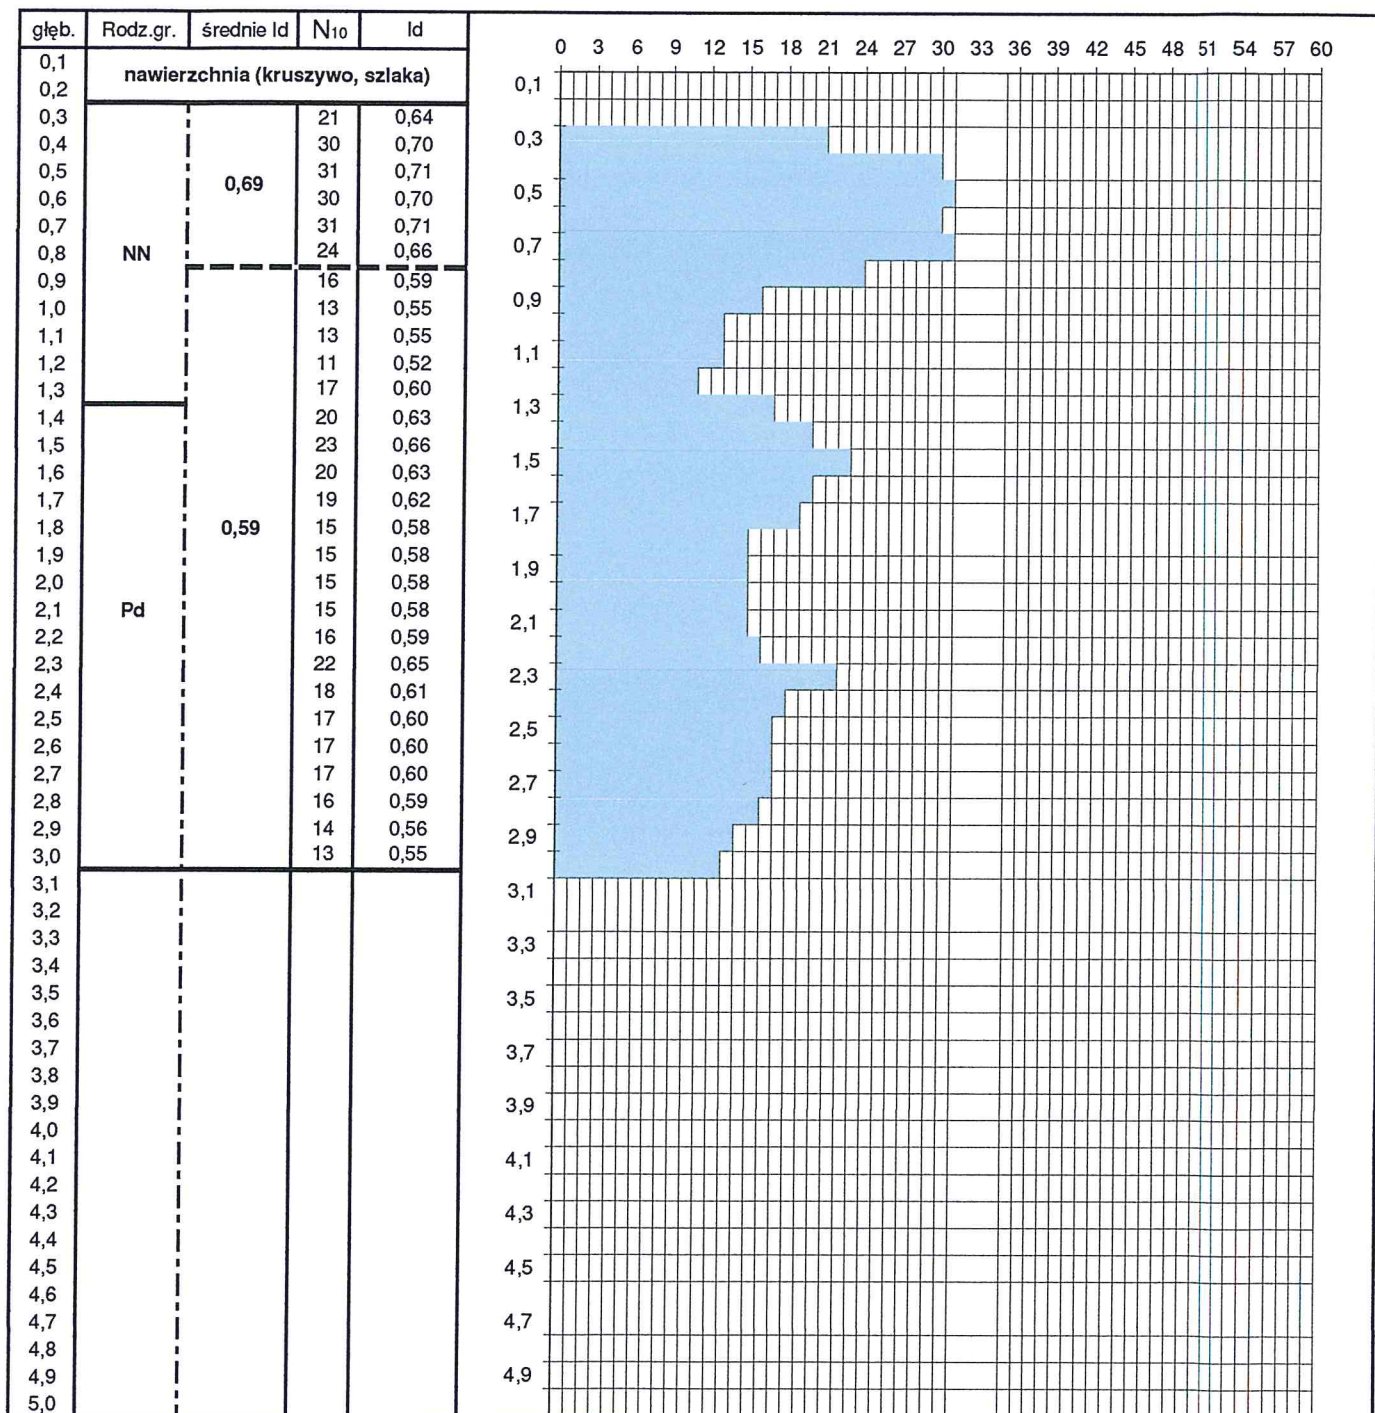 głęb. Rodz.gr. średnie Id N10 Id
0 3 6 9 12 15 18 21 24 27 30 33 36 39 42 45 48 51 54 57 60
0,1
nawierzchnia (kruszywo, szlaka)
0,1
0,2
0,3 21 0,64
0,3
0,4 30 0,70
0,5 31 0,71
0,69
0,5
0,6 30 0,70
0,7 31 0,71
0,7
0,8 NN 24 0,66
0,9 16 0,59
0,9
1,0 13 0,55
1,1 13 0,55
1,1
1,2 11 0,52
1,3 17 0,60
1,3
1,4 20 0,63
1,5 23 0,66
1,5
1,6 20 0,63
1,7 19 0,62
1,7
1,8 0,59 15 0,58
1,9 15 0,58
1,9
2,0 15 0,58
2,1 Pd 15 0,58
2,1
2,2 16 0,59
2,3 22 0,65
2,3
2,4 18 0,61
2,5 17 0,60
2,5
2,6 17 0,60
2,7 17 0,60
2,7
2,8 16 0,59
2,9 14 0,56
2,9
3,0 13 0,55
3,1
3,1
3,2
3,3
3,3
3,4
3,5
3,5
3,6
3,7
3,7
3,8
3,9
3,9
4,0
4,1
4,1
4,2
4,3
4,3
4,4
4,5
4,5
4,6
4,7
4,7
4,8
4,9
4,9
5,0